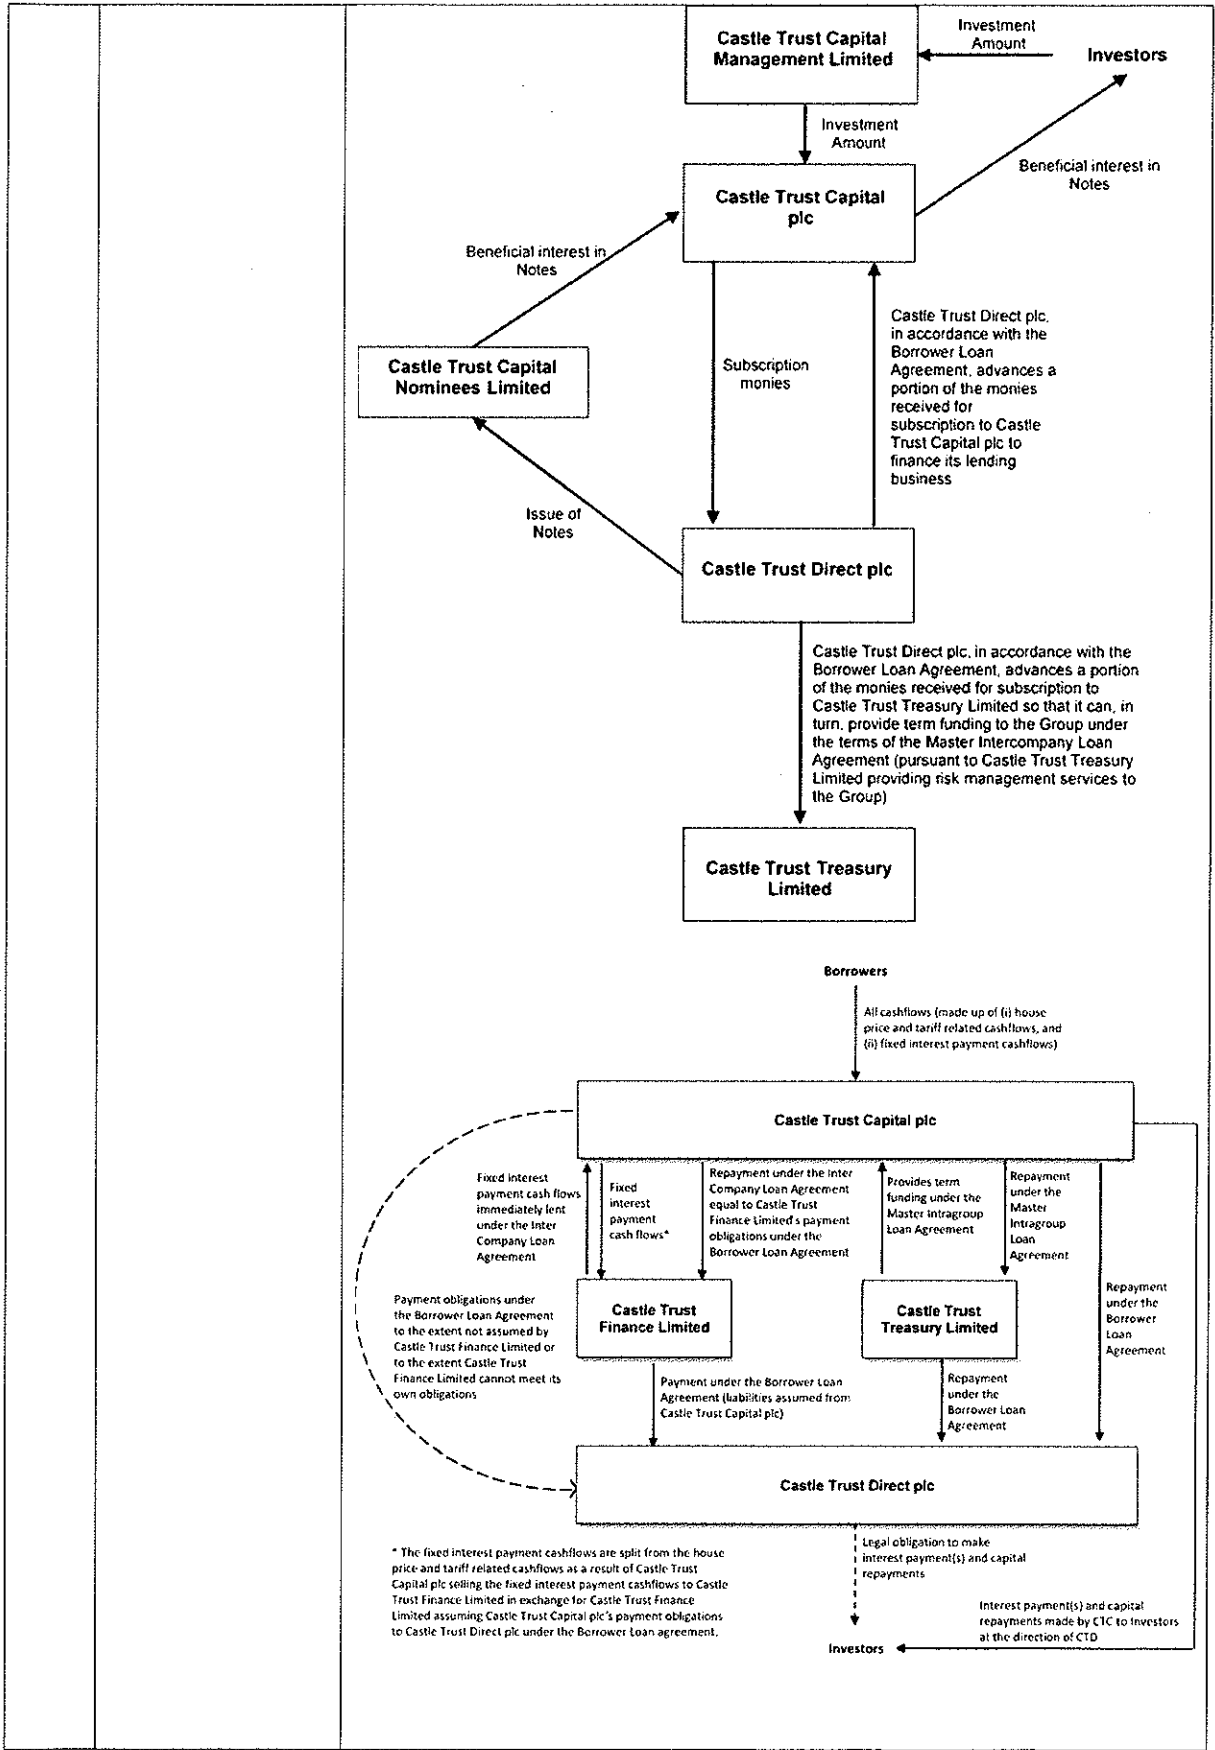 Castle Trust Capital
Management Limited
Investment
Amount
Investors
Investment
Amount
Beneficial interest in
Notes
Castle Trust Capital
plc
Beneficial interest in
Notes
Castle Trust Capital
Nominees Limited
Subscription
monies
Castle Trust Direct plc,
in accordance with the
Borrower Loan
Agreement, advances a
portion of the monies
received for
subscription to Castle
Trust Capital plc to
finance its lending
business
Issue of
Notes
Castle Trust Direct plc
Castle Trust Direct plc, in accordance with the
Borrower Loan Agreement, advances a portion
of the monies received for subscription to
Castle Trust Treasury Limited so that it can, in
turn, provide term funding to the Group under
the terms of the Master Intercompany Loan
Agreement (pursuant to Castle Trust Treasury
Limited providing risk management services to
the Group)
Castle Trust Treasury
Limited
Borrowers
All cashflows (made up of (i) house
price and tariff related cashflows, and
(ii) fixed interest payment cashflows)
Castle Trust Capital plc
Fixed interest
payment cash flows
immediately lent
under the Inter
Company Loan
Agreement
Fixed
interest
payment
cash flows*
Repayment under the Inter
Company Loan Agreement
equal to Castle Trust
Finance Limited's payment
obligations under the
Borrower Loan Agreement
Provides term
funding under the
Master Intragroup
Loan Agreement
Repayment
under the
Master
Intragroup
Loan
Agreement
Repayment
under the
Borrower
Loan
Agreement
Payment obligations under
the Borrower Loan Agreement
to the extent not assumed by
Castle Trust Finance Limited or
to the extent Castle Trust
Finance Limited cannot meet its
own obligations
Castle Trust
Finance Limited
Castle Trust
Treasury Limited
Payment under the Borrower Loan
Agreement (liabilities assumed from
Castle Trust Capital plc)
Repayment
under the
Borrower Loan
Agreement
Castle Trust Direct plc
* The fixed interest payment cashflows are split from the house
price and tariff related cashflows as a result of Castle Trust
Capital plc selling the fixed interest payment cashflows to Castle
Trust Finance Limited in exchange for Castle Trust Finance
Limited assuming Castle Trust Capital plc's payment obligations
to Castle Trust Direct plc under the Borrower Loan agreement.
Legal obligation to make
interest payment(s) and capital
repayments
Interest payment(s) and capital
repayments made by CTC to Investors
at the direction of CTD
Investors